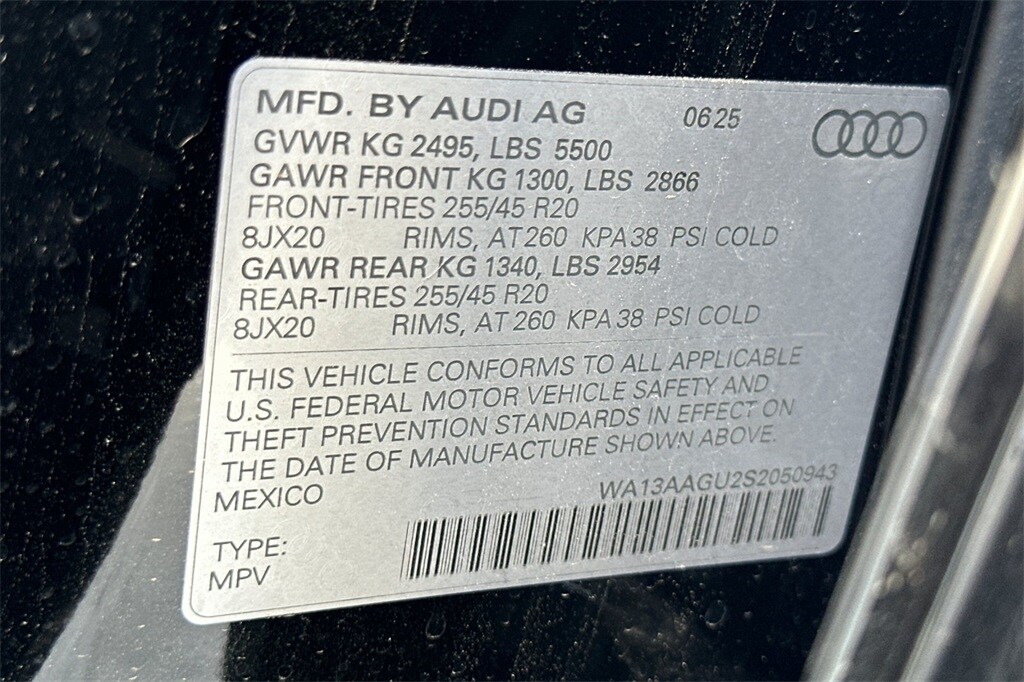 MFD. BY AUDI AG 06 25
GVWR KG 2495, LBS 5500
GAWR FRONT KG 1300, LBS 2866
FRONT-TIRES 255/45 R20
8JX20 RIMS, AT 260 KPA 38 PSI COLD
GAWR REAR KG 1340, LBS 2954
REAR-TIRES 255/45 R20
8JX20 RIMS, AT 260 KPA 38 PSI COLD
THIS VEHICLE CONFORMS TO ALL APPLICABLE
U.S. FEDERAL MOTOR VEHICLE SAFETY AND
THEFT PREVENTION STANDARDS IN EFFECT ON
THE DATE OF MANUFACTURE SHOWN ABOVE.
MEXICO WA13AAGU2S2050943
TYPE:
MPV